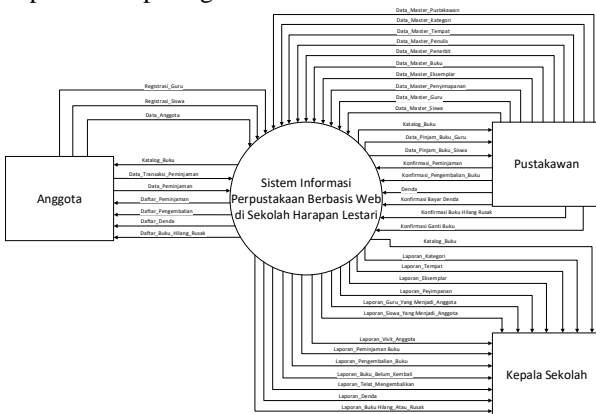 Data_Master_Pustakawan
Data_Master_Kategori
Data_Master_Tempat
Data_Master_Penulis
Data_Master_Penerbit
Data_Master_Buku
Data_Master_Eksemplar
Data_Master_Penyimapanan
Data_Master_Guru
Data_Master_Siswa
Registrasi_Guru
Registrasi_Siswa
Data_Anggota
Katalog_Buku
Data_Transaksi_Peminjaman
Data_Peminjaman
Daftar_Peminjaman
Daftar_Pengembalian
Daftar_Denda
Daftar_Buku_Hilang_Rusak
Anggota
Sistem Informasi
Perpustakaan Berbasis Web
di Sekolah Harapan Lestari
Katalog_Buku
Data_Pinjam_Buku_Guru
Data_Pinjam_Buku_Siswa
Konfirmasi_Peminjaman
Konfirmasi_Pengembalian_Buku
Denda
Konfirmasi Bayar Denda
Konfirmasi Buku Hilang Rusak
Konfirmasi Ganti Buku
Pustakawan
Katalog_Buku
Laporan_Kategori
Laporan_Tempat
Laporan_Eksemplar
Laporan_Peyimpanan
Laporan_Guru_Yang Menjadi_Anggota
Laporan_Siswa_Yang Menjadi_Anggota
Laporan_Visit_Anggota
Laporan_Peminjaman Buku
Laporan_Pengembalian_Buku
Laporan_Buku_Belum_Kembali
Laporan_Telat_Mengembalikan
Laporan_Denda
Laporan_Buku Hilang_Atau_Rusak
Kepala Sekolah